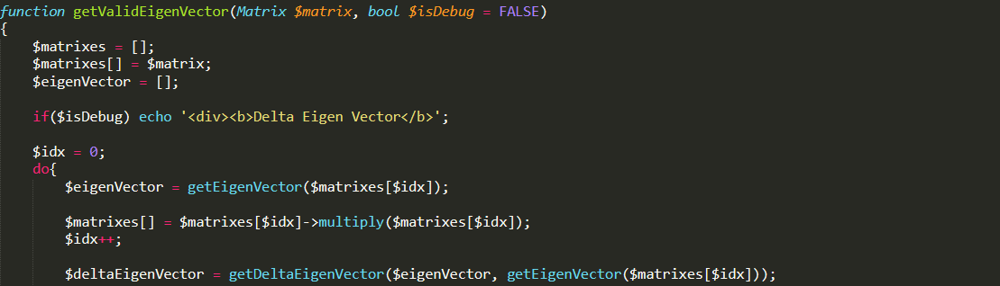 function getValidEigenVector(Matrix $matrix, bool $isDebug = FALSE)
{
    $matrixes = [];
    $matrixes[] = $matrix;
    $eigenVector = [];
    if($isDebug) echo '<div><b>Delta Eigen Vector</b>';
    $idx = 0;
    do{
        $eigenVector = getEigenVector($matrixes[$idx]);
        $matrixes[] = $matrixes[$idx]->multiply($matrixes[$idx]);
        $idx++;
        $deltaEigenVector = getDeltaEigenVector($eigenVector, getEigenVector($matrixes[$idx]));